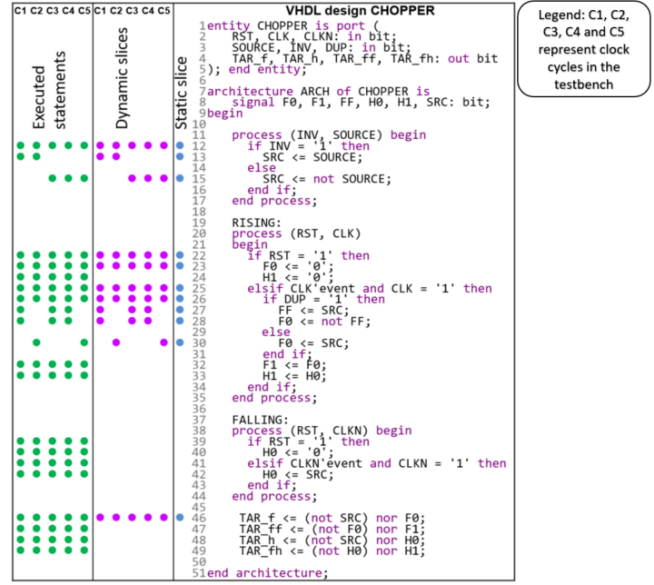 C1 C2 C3 C4 C5 C1 C2 C3 C4 C5 VHDL design CHOPPER
Executed statements
Dynamic slices
Static slice
1 entity CHOPPER is port (
2 RST, CLK, CLKN: in bit;
3 SOURCE, INV, DUP: in bit;
4 TAR_f, TAR_h, TAR_ff, TAR_fh: out bit
5 ); end entity;
6
7 architecture ARCH of CHOPPER is
8 signal F0, F1, FF, H0, H1, SRC: bit;
9 begin
10
11 process (INV, SOURCE) begin
12 if INV = '1' then
13 SRC <= SOURCE;
14 else
15 SRC <= not SOURCE;
16 end if;
17 end process;
18
19 RISING:
20 process (RST, CLK)
21 begin
22 if RST = '1' then
23 F0 <= '0';
24 H1 <= '0';
25 elsif CLK'event and CLK = '1' then
26 if DUP = '1' then
27 FF <= SRC;
28 F0 <= not FF;
29 else
30 F0 <= SRC;
31 end if;
32 F1 <= F0;
33 H1 <= H0;
34 end if;
35 end process;
36
37 FALLING:
38 process (RST, CLKN) begin
39 if RST = '1' then
40 H0 <= '0';
41 elsif CLKN'event and CLKN = '1' then
42 H0 <= SRC;
43 end if;
44 end process;
45
46 TAR_f <= (not SRC) nor F0;
47 TAR_ff <= (not F0) nor F1;
48 TAR_h <= (not SRC) nor H0;
49 TAR_fh <= (not H0) nor H1;
50
51 end architecture;
Legend: C1, C2,
C3, C4 and C5
represent clock
cycles in the
testbench